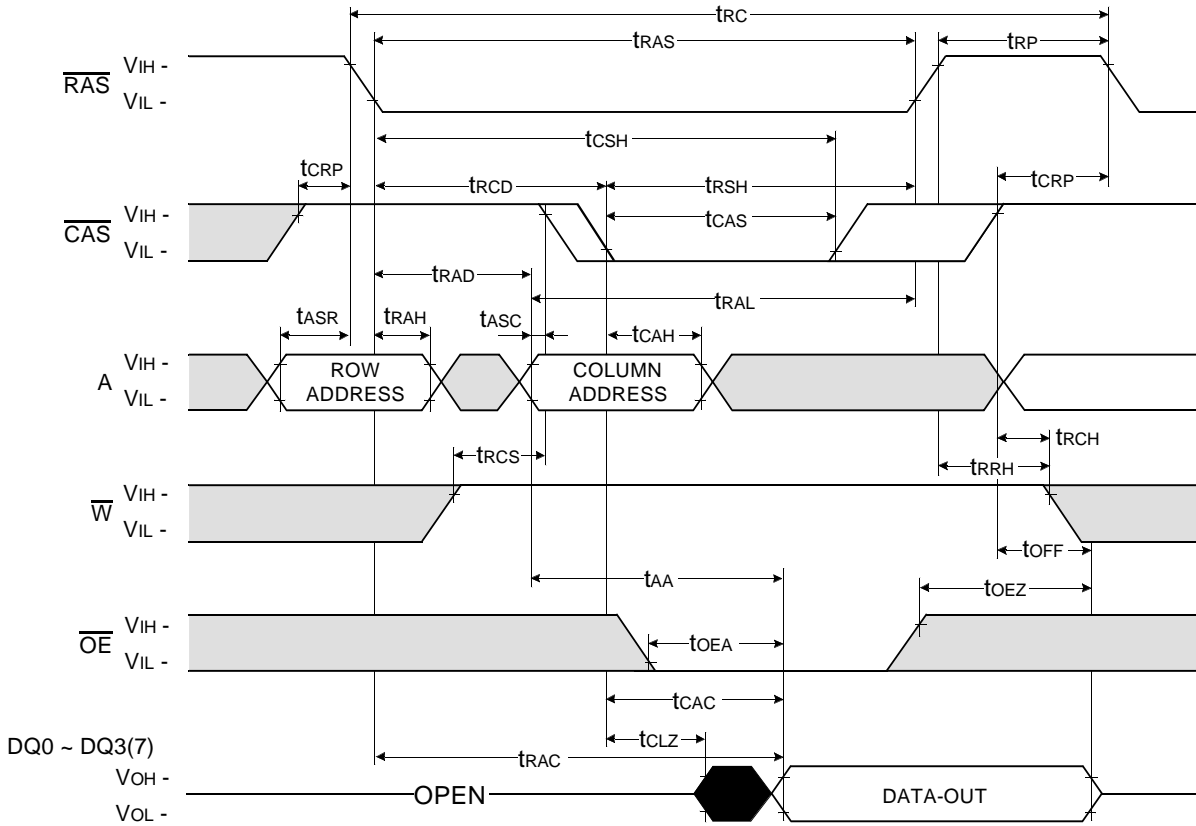 tRC
tRAS
tRP
RAS
VIH -
VIL -
tCSH
tCRP
tRCD
tRSH
tCRP
CAS
VIH -
VIL -
tCAS
tRAD
tRAL
tASR
tRAH
tASC
tCAH
A
VIH -
VIL -
ROW
ADDRESS
COLUMN
ADDRESS
tRCS
tRCH
tRRH
W
VIH -
VIL -
tOFF
tAA
tOEZ
OE
VIH -
VIL -
tOEA
tCAC
tCLZ
DQ0 ~ DQ3(7)
tRAC
VOH -
VOL -
OPEN
DATA-OUT